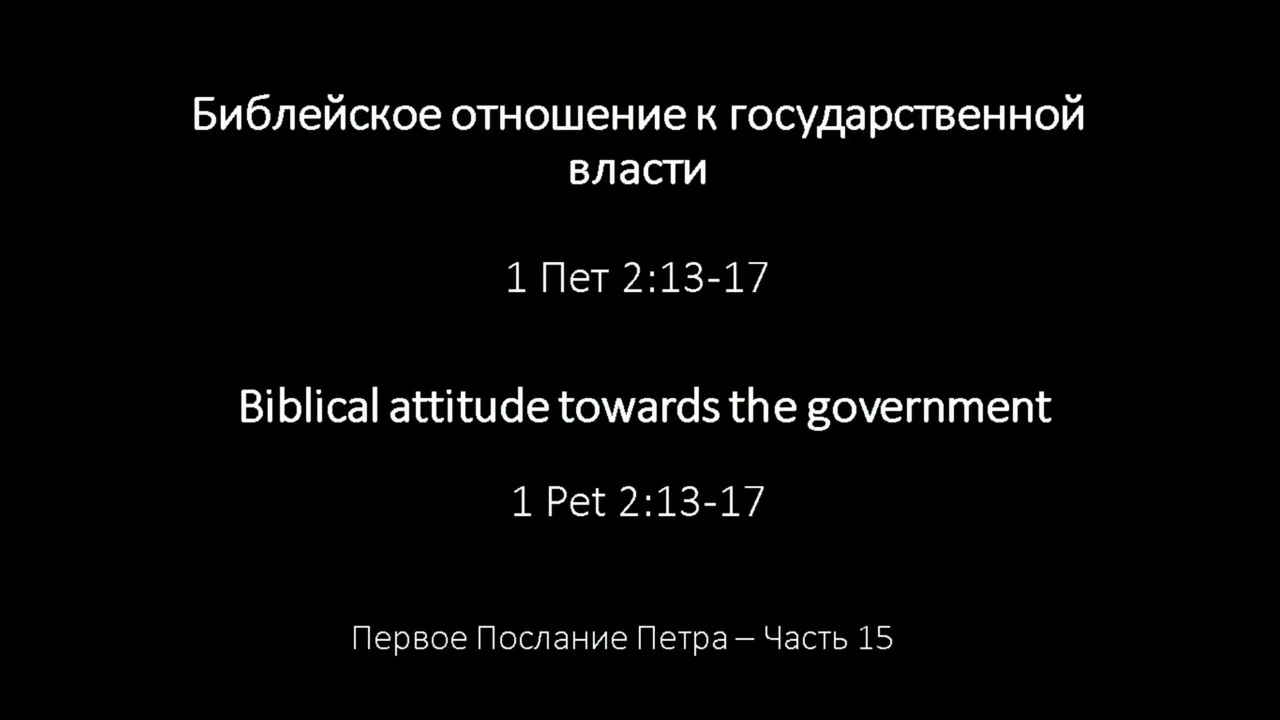 Библейское отношение к государственной
власти
1 Пет 2:13-17
Biblical attitude towards the government
1 Pet 2:13-17
Первое Послание Петра – Часть 15